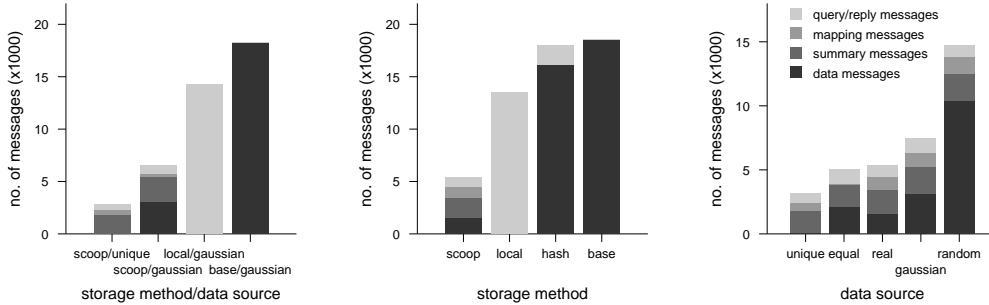 no. of messages (x1000)
20
15
10
5
0
scoop/unique local/gaussian
scoop/gaussian base/gaussian
storage method/data source
no. of messages (x1000)
20
15
10
5
0
scoop local hash base
storage method
no. of messages (x1000)
15
10
5
0
query/reply messages
mapping messages
summary messages
data messages
unique equal real random
gaussian
data source